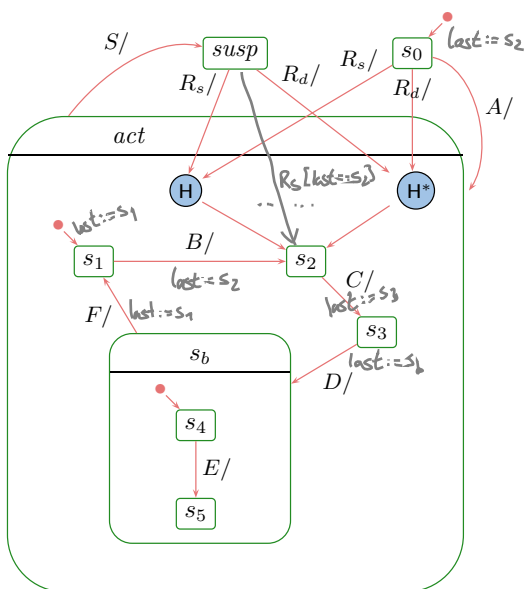 S/
susp
s0
last:=s2
Rs/
Rd/
Rs/
Rd/
A/
act
H
Rs[last==s2]
H*
... ...
last:=s1
s1
B/
s2
last:=s2
C/
last:=s3
F/
last:=s1
s3
sb
last:=sb
D/
s4
E/
s5